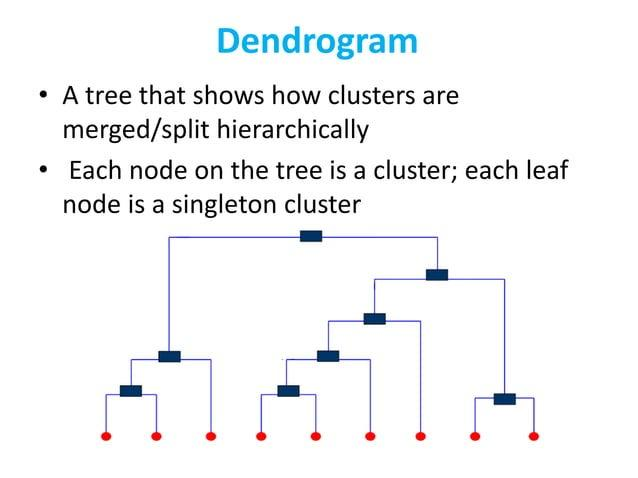 Dendrogram
• A tree that shows how clusters are
merged/split hierarchically
• Each node on the tree is a cluster; each leaf
node is a singleton cluster